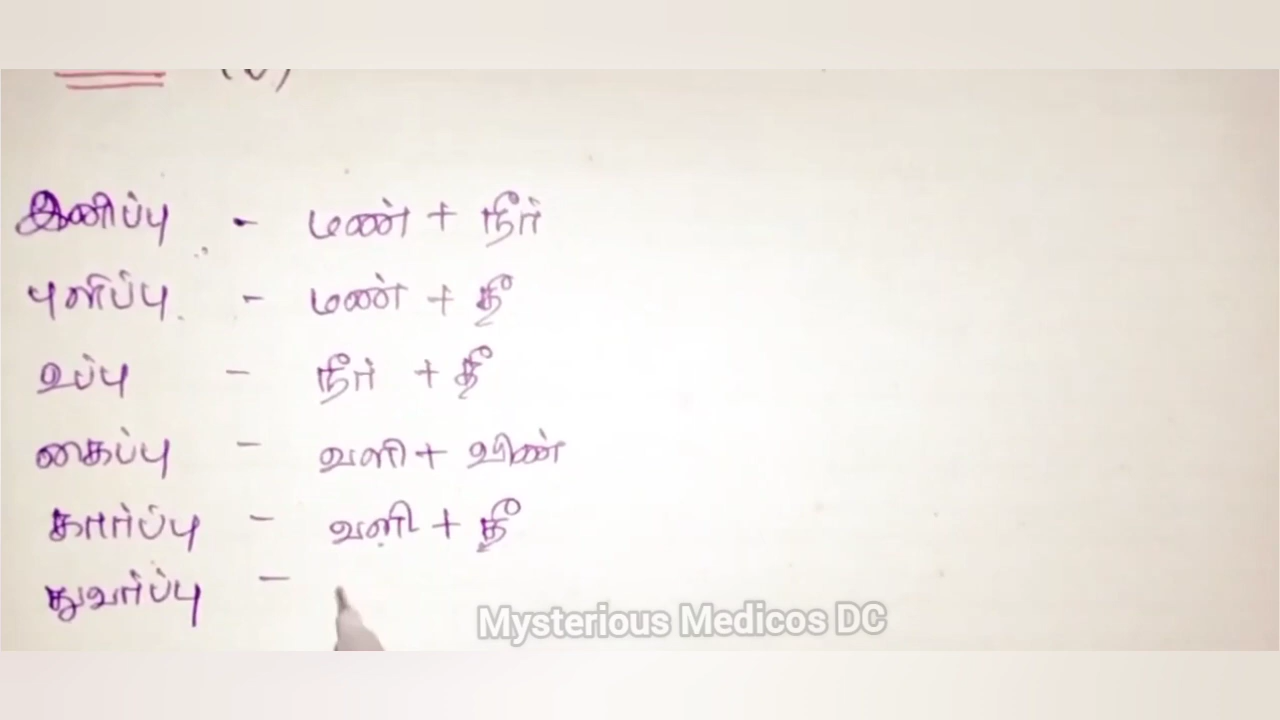 இனிப்பு - மண் + நீர்
புளிப்பு - மண் + தீ
உப்பு - நீர் + தீ
கைப்பு - வளி + விண்
கார்ப்பு - வளி + தீ
துவர்ப்பு -
Mysterious Medicos DC